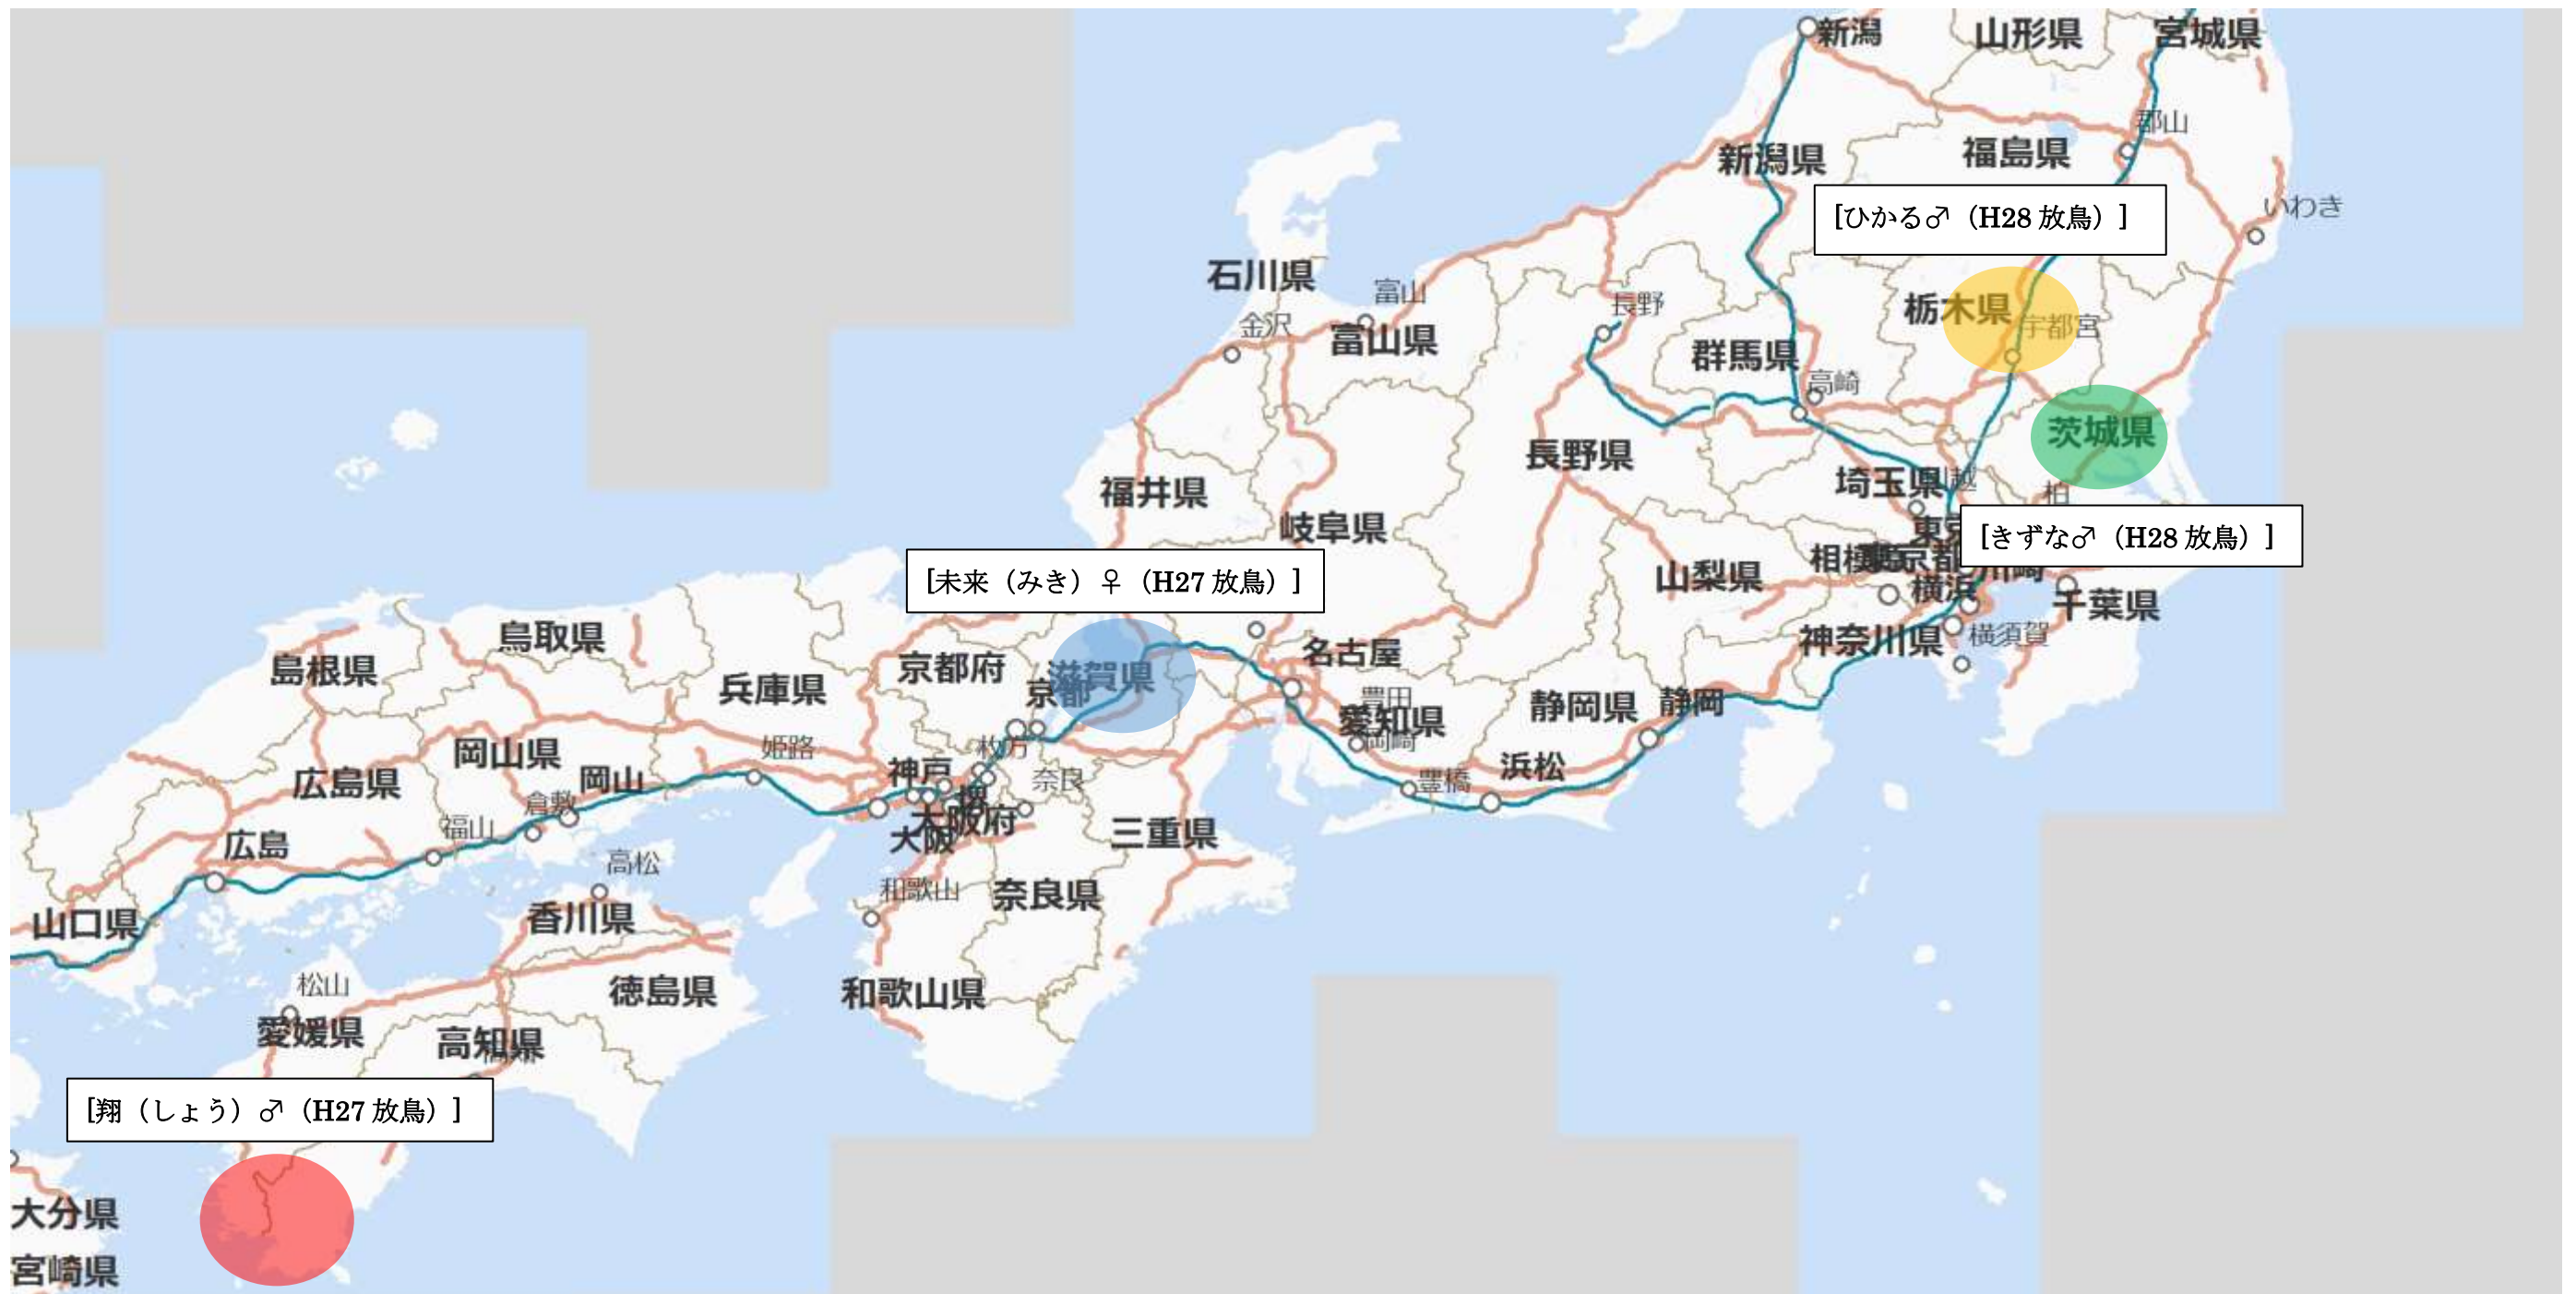 新潟
山形県
宮城県
郡山
新潟県
福島県
いわき
[ひかる♂（H28 放鳥）]
石川県
富山
長野
栃木県
宇都宮
金沢
富山県
群馬県
高崎
茨城県
長野県
福井県
埼玉県
川越
柏
岐阜県
[きずな♂（H28 放鳥）]
山梨県
川崎
横浜
千葉県
[未来（みき）♀（H27 放鳥）]
神奈川県
横須賀
島根県
鳥取県
京都府
滋賀県
名古屋
兵庫県
京都
豊田
静岡県
静岡
愛知県
岡崎
岡山県
姫路
枚方
浜松
広島県
岡山
神戸
奈良
豊橋
倉敷
堺
福山
大阪府
三重県
広島
大阪
高松
和歌山
奈良県
山口県
香川県
松山
徳島県
和歌山県
愛媛県
高知県
[翔（しょう）♂（H27 放鳥）]
大分県
宮崎県